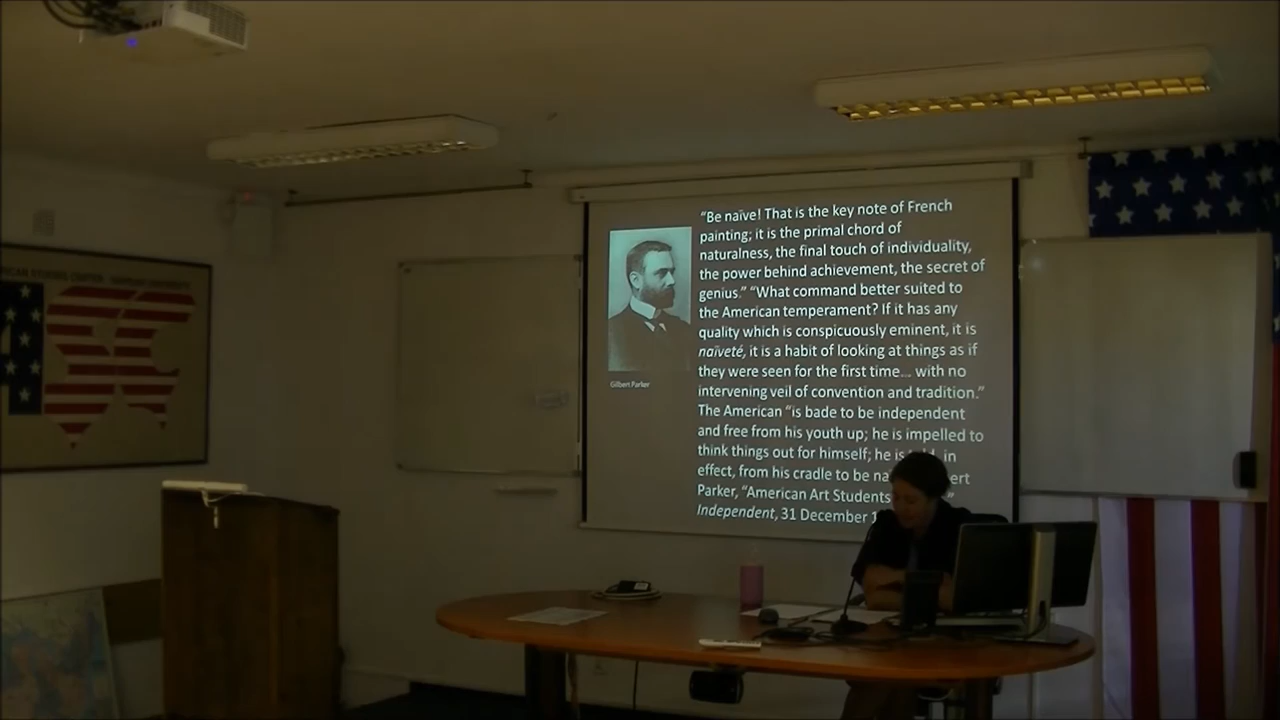 "Be naïve! That is the key note of French
painting; it is the primal chord of
naturalness, the final touch of individuality,
the power behind achievement, the secret of
genius." "What command better suited to
the American temperament? If it has any
quality which is conspicuously eminent, it is
naïveté, it is a habit of looking at things as if
they were seen for the first time... with no
intervening veil of convention and tradition."
The American "is bade to be independent
and free from his youth up; he is impelled to
think things out for himself; he is in
effect, from his cradle to be
Parker, "American Art Students "
Independent, 31 December
Gilbert Parker